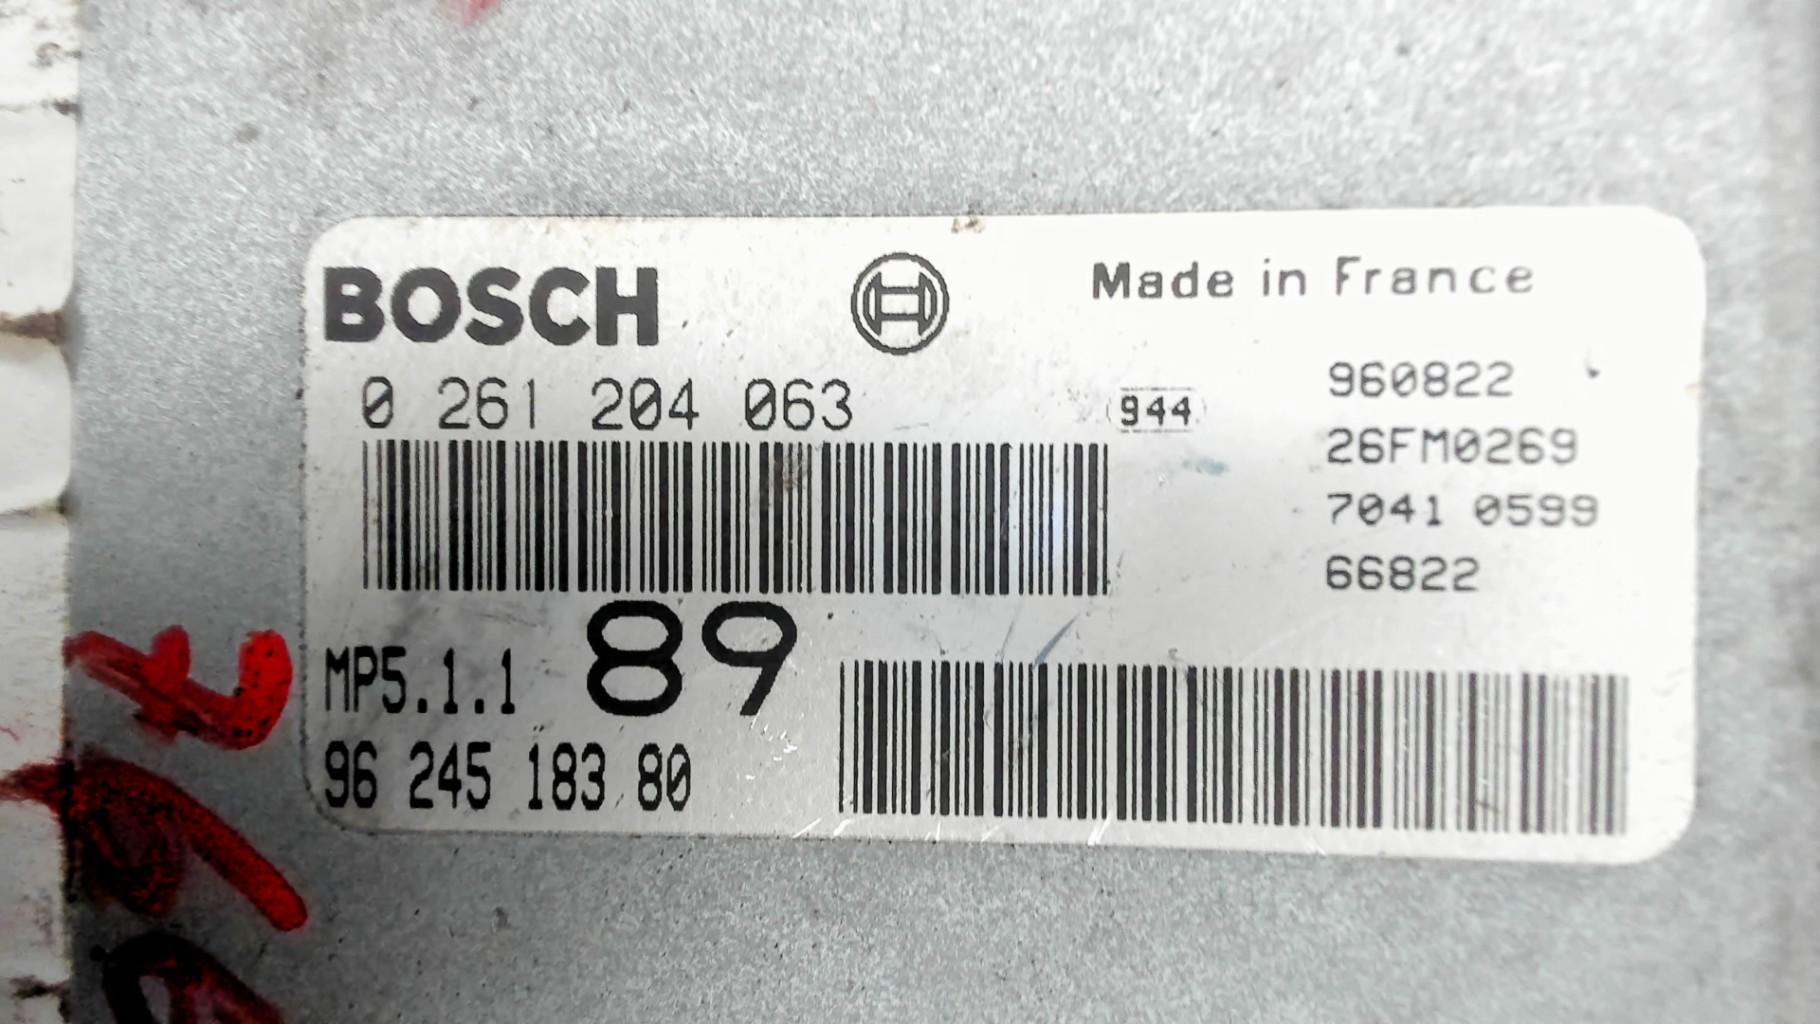 BOSCH
Made in France
0 261 204 063
944
960822
26FM0269
7041 0599
66822
MP5.1.1 89
96 245 183 80